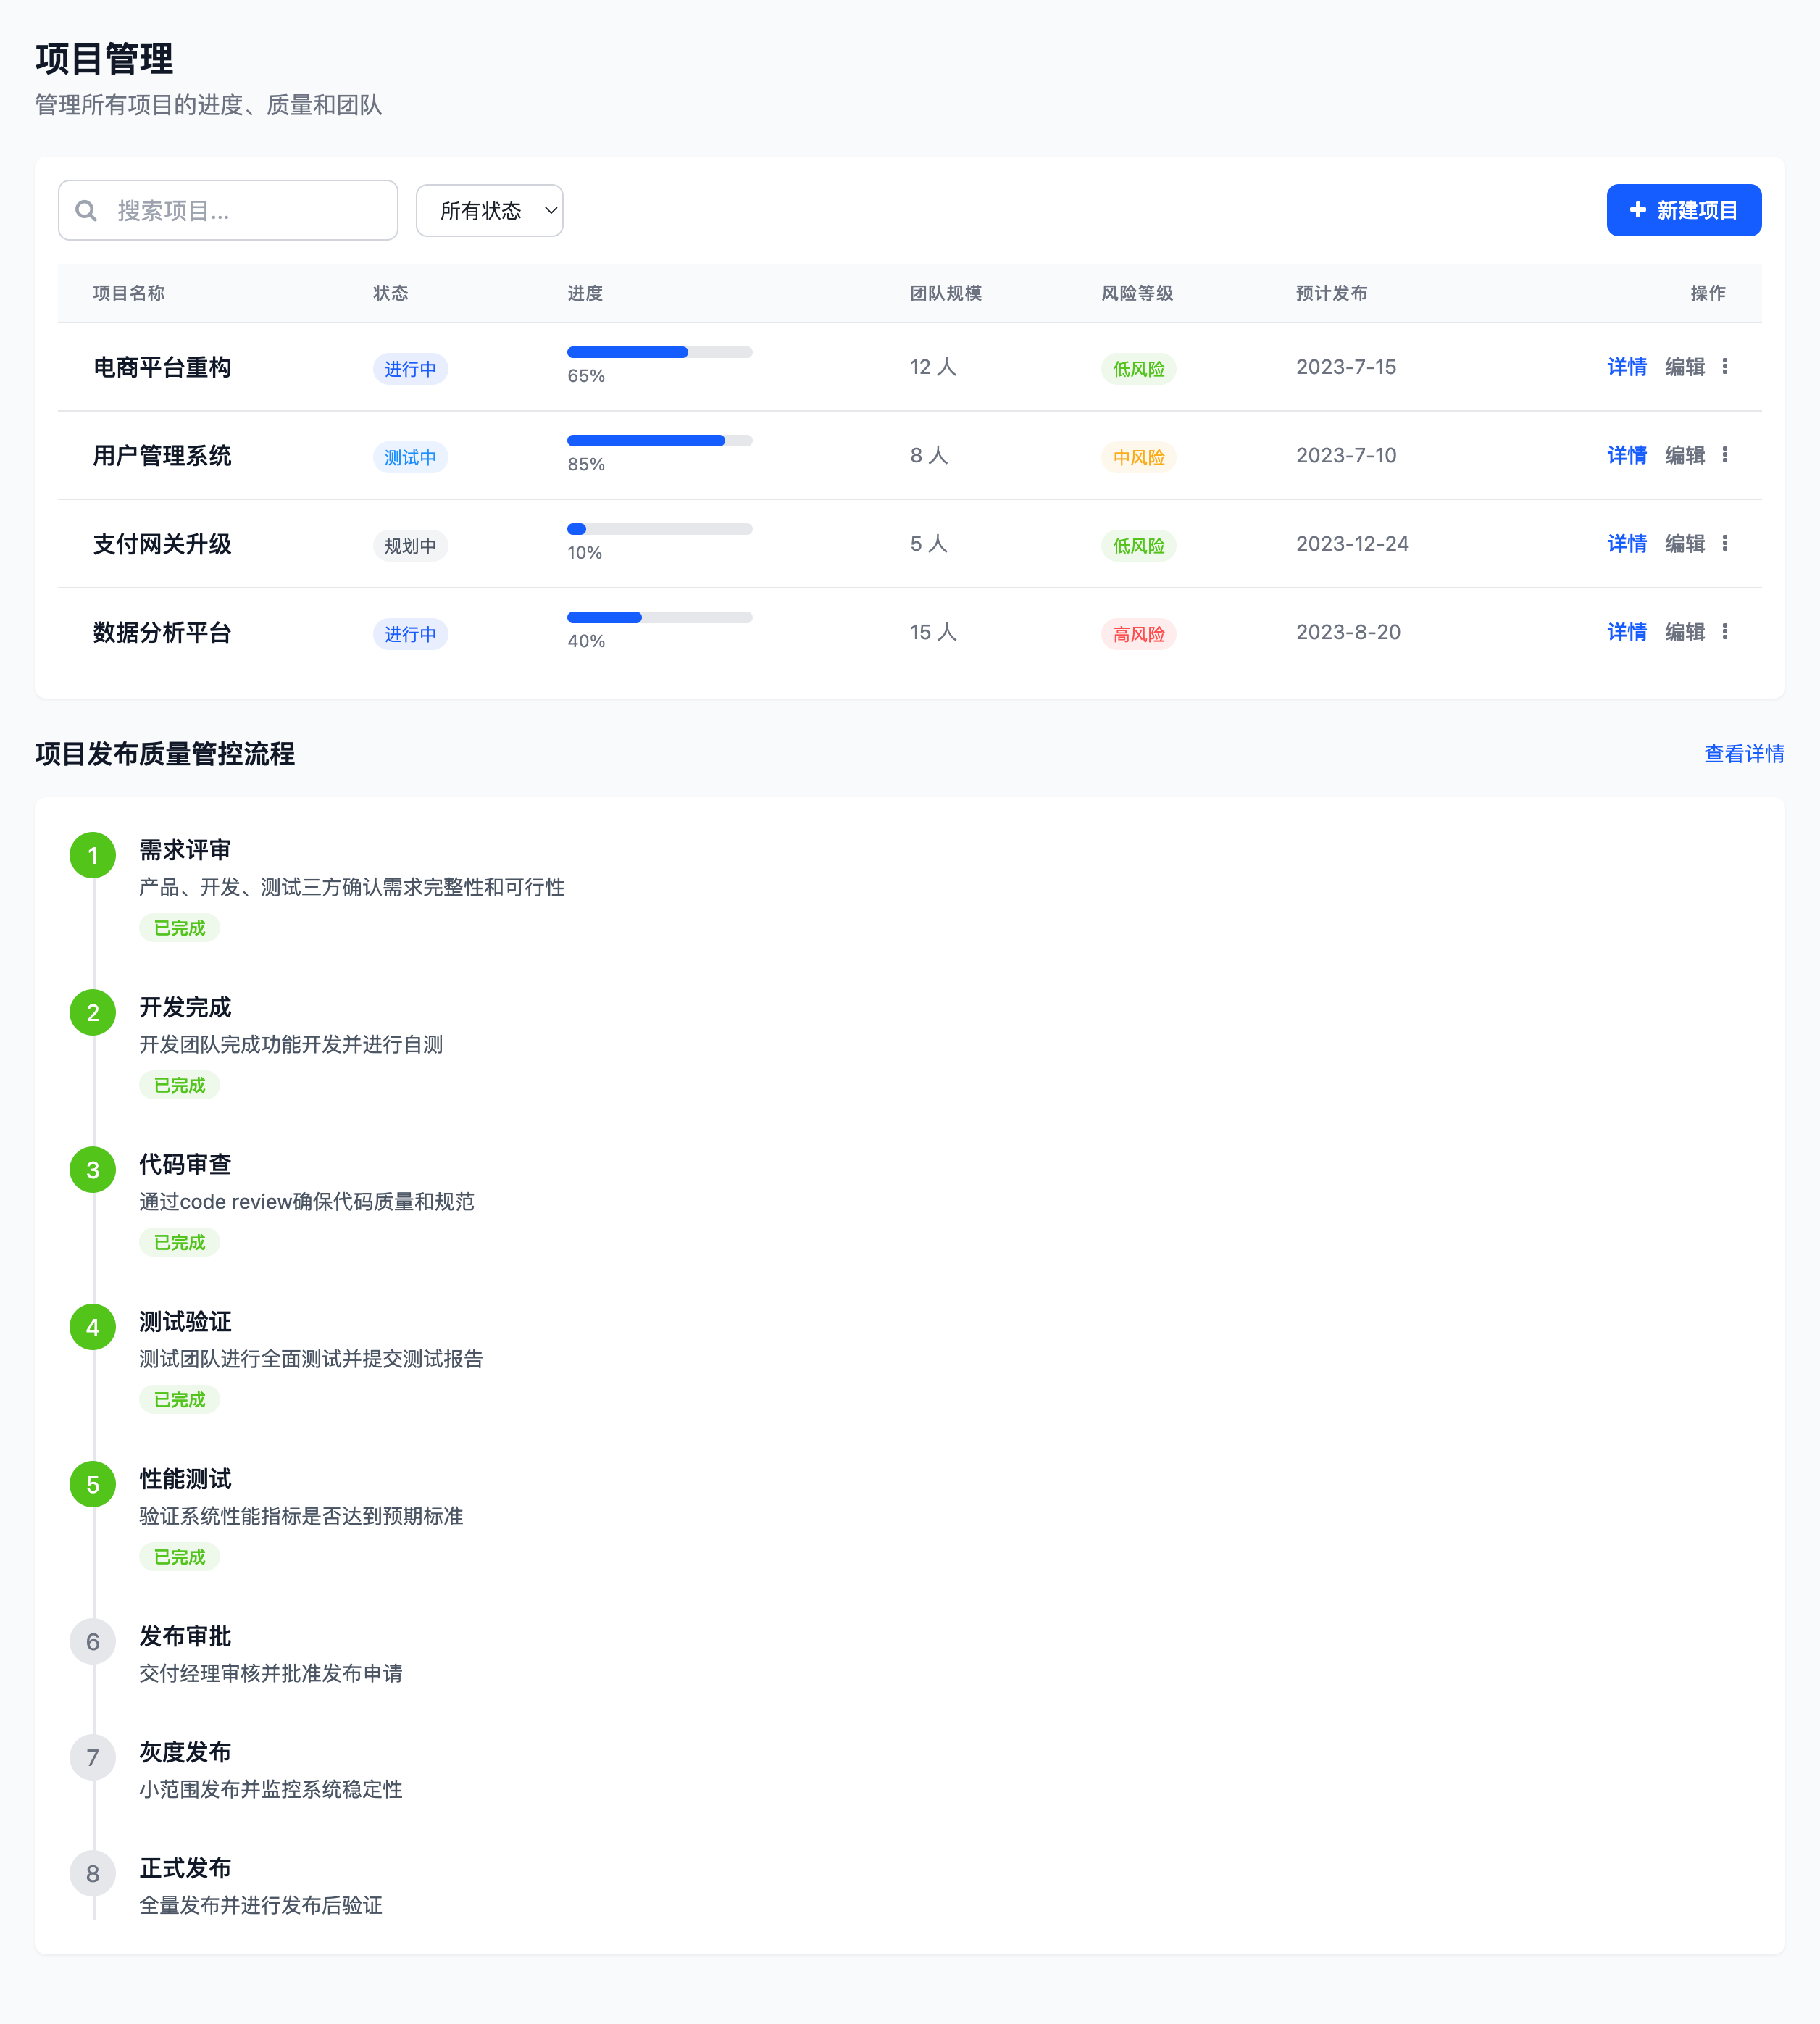 项目管理
管理所有项目的进度、质量和团队
搜索项目... 所有状态 新建项目
项目名称 状态 进度 团队规模 风险等级 预计发布 操作
电商平台重构 进行中 65% 12 人 低风险 2023-7-15 详情 编辑
用户管理系统 测试中 85% 8 人 中风险 2023-7-10 详情 编辑
支付网关升级 规划中 10% 5 人 低风险 2023-12-24 详情 编辑
数据分析平台 进行中 40% 15 人 高风险 2023-8-20 详情 编辑
项目发布质量管控流程 查看详情
1 需求评审
产品、开发、测试三方确认需求完整性和可行性
已完成
2 开发完成
开发团队完成功能开发并进行自测
已完成
3 代码审查
通过code review确保代码质量和规范
已完成
4 测试验证
测试团队进行全面测试并提交测试报告
已完成
5 性能测试
验证系统性能指标是否达到预期标准
已完成
6 发布审批
交付经理审核并批准发布申请
7 灰度发布
小范围发布并监控系统稳定性
8 正式发布
全量发布并进行发布后验证